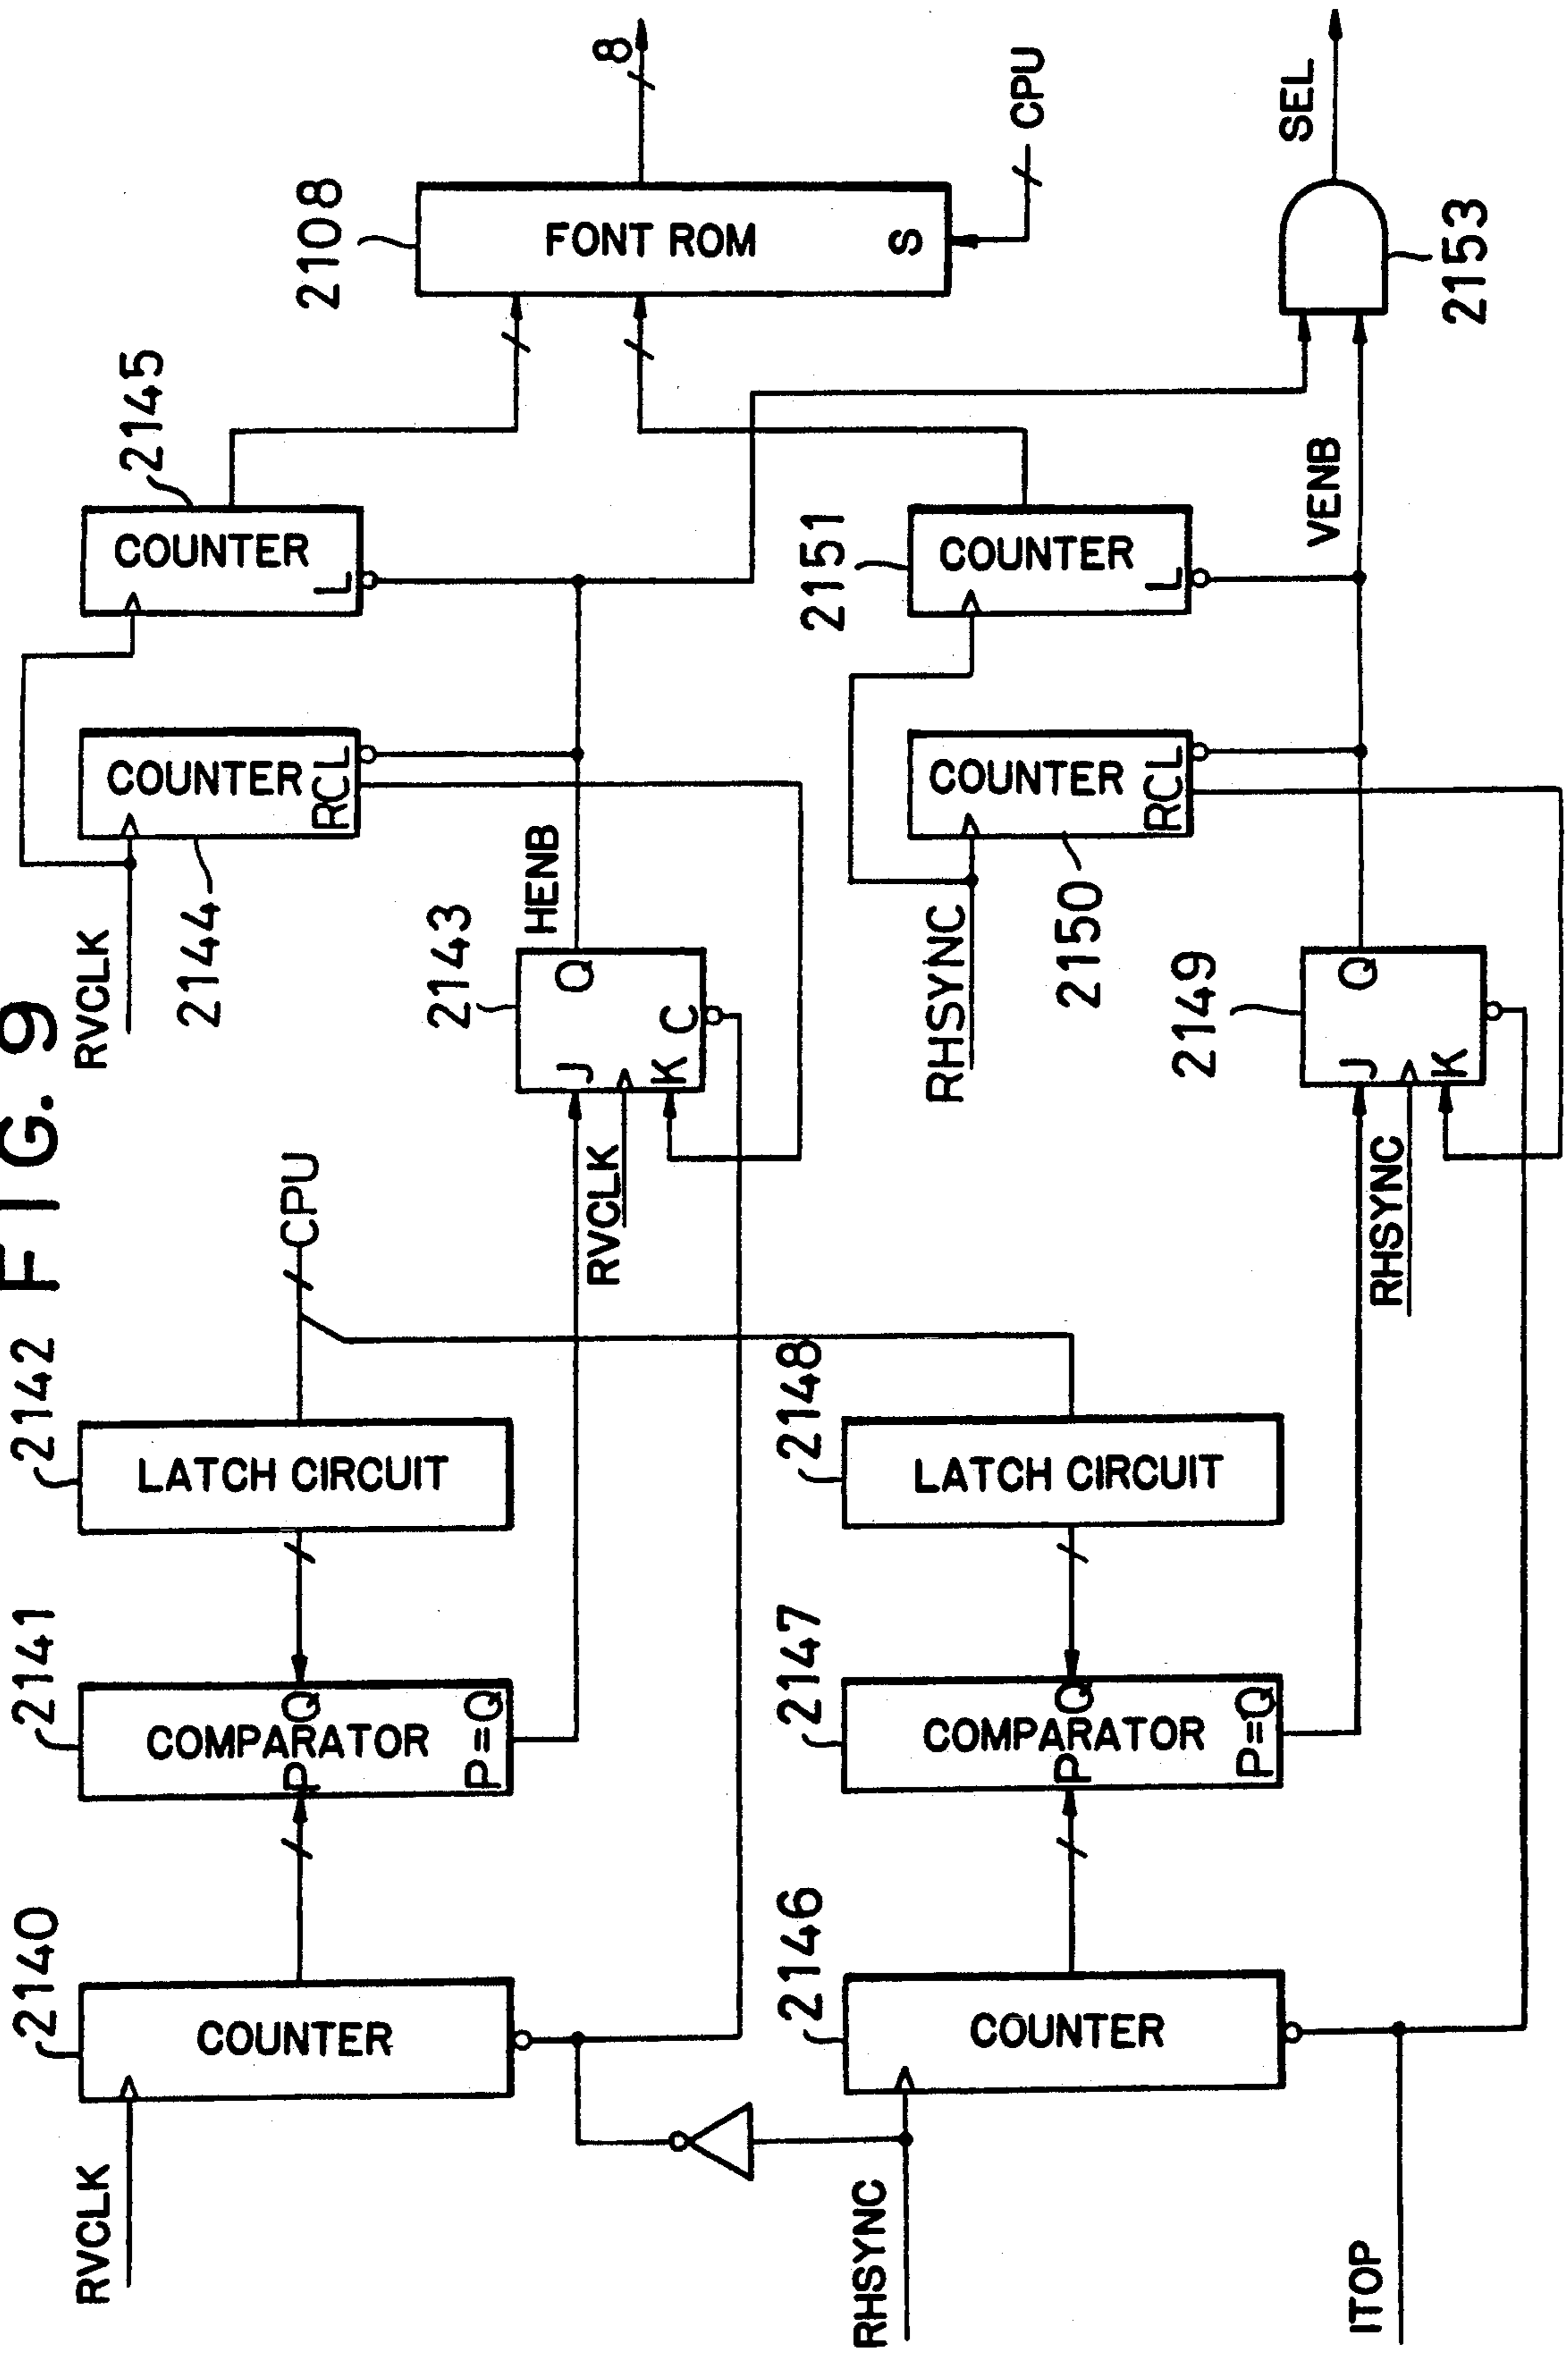 FIG. 9
2140
RVCLK
COUNTER
2141
COMPARATOR
P
Q
P=Q
2142
LATCH CIRCUIT
CPU
RVCLK
2143
J
K
Q
C
HENB
RVCLK
2144
COUNTER
RCL
2145
COUNTER
L
2108
FONT ROM
S
8
CPU
RHSYNC
2146
COUNTER
ITOP
2147
COMPARATOR
P
Q
P=Q
2148
LATCH CIRCUIT
RHSYNC
2149
J
K
Q
RHSYNC
2150
COUNTER
RCL
2151
COUNTER
L
VENB
2153
SEL